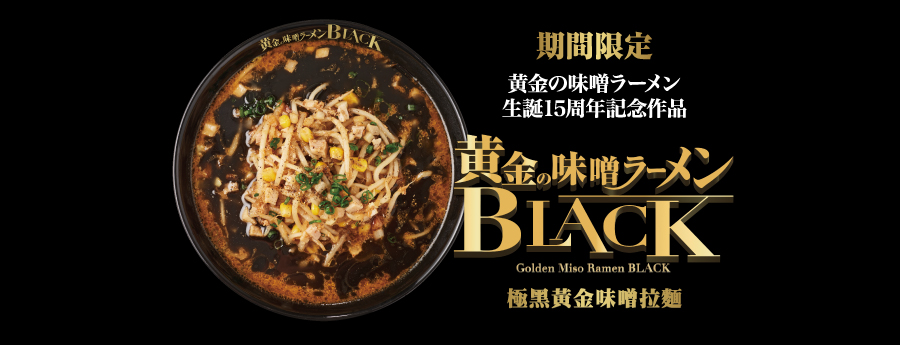 黄金の味噌ラーメンBLACK
期間限定
黄金の味噌ラーメン
生誕15周年記念作品
黄金の味噌ラーメン
BLACK
Golden Miso Ramen BLACK
極黑黄金味噌拉麵